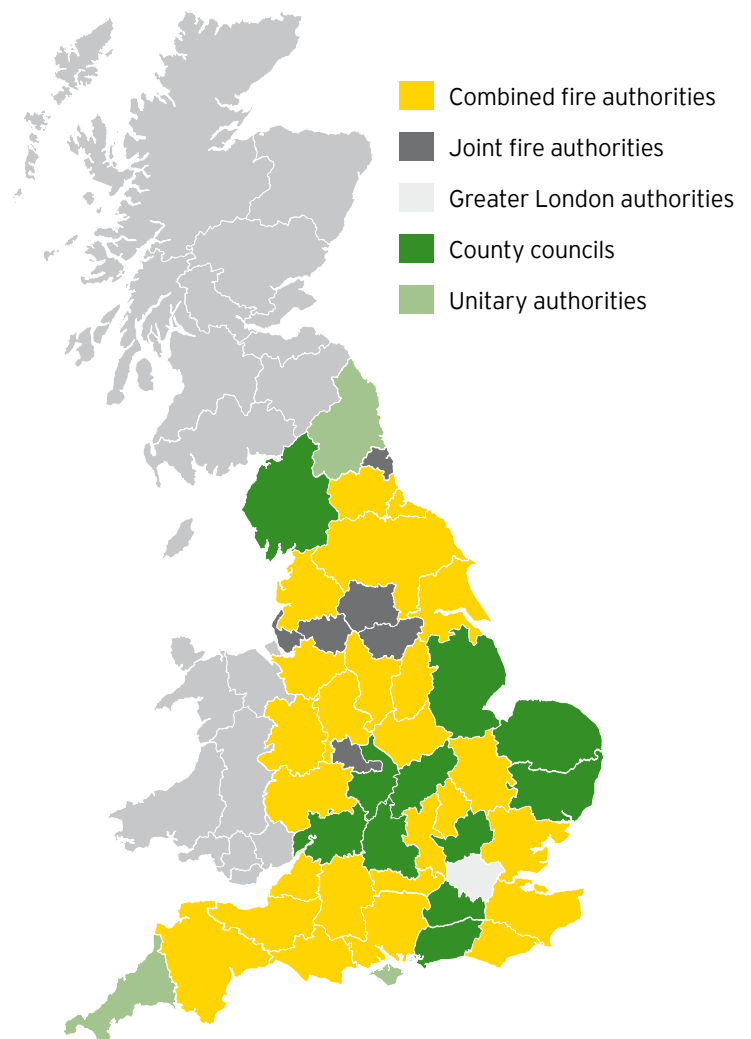 Combined fire authorities
Joint fire authorities
Greater London authorities
County councils
Unitary authorities